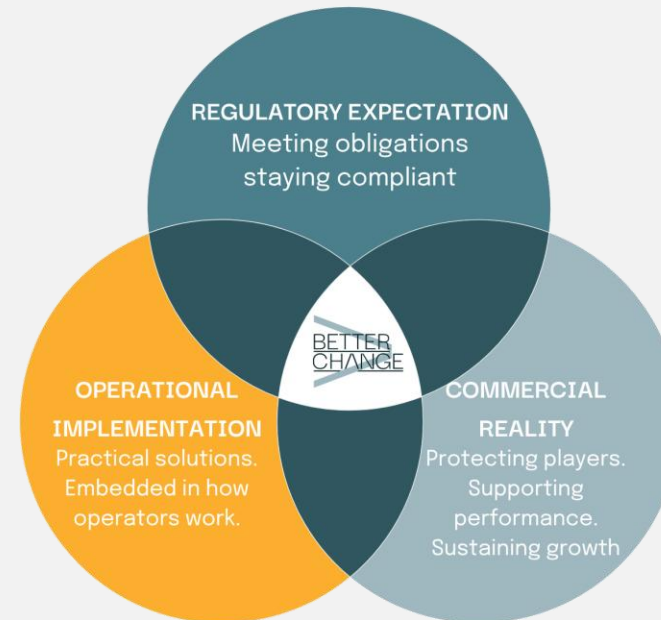 REGULATORY EXPECTATION
Meeting obligations
staying compliant
BETTER
CHANGE
OPERATIONAL
IMPLEMENTATION
Practical solutions.
Embedded in how
operators work.
COMMERCIAL
REALITY
Protecting players.
Supporting
performance.
Sustaining growth